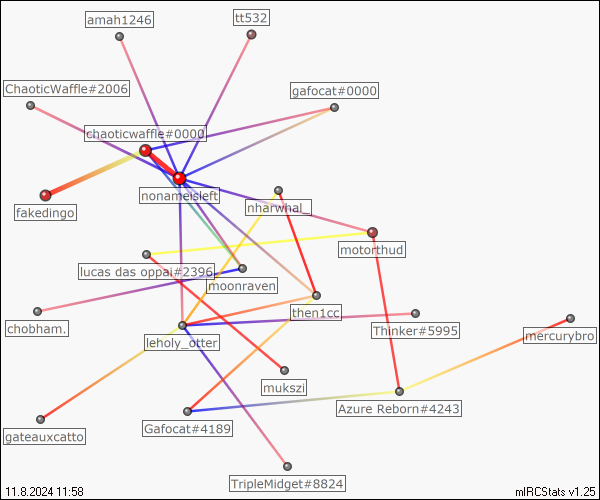 amah1246
tt532
ChaoticWaffle#2006
gafocat#0000
chaoticwaffle#0000
nonameisleft
fakedingo
nharwhal_
motorthud
lucas das oppai#2396
moonraven
chobham.
then1cc
Thinker#5995
mercurybro
leholy_otter
mukszi
Azure Reborn#4243
gateauxcatto
Gafocat#4189
TripleMidget#8824
11.8.2024 11:58
mIRCStats v1.25